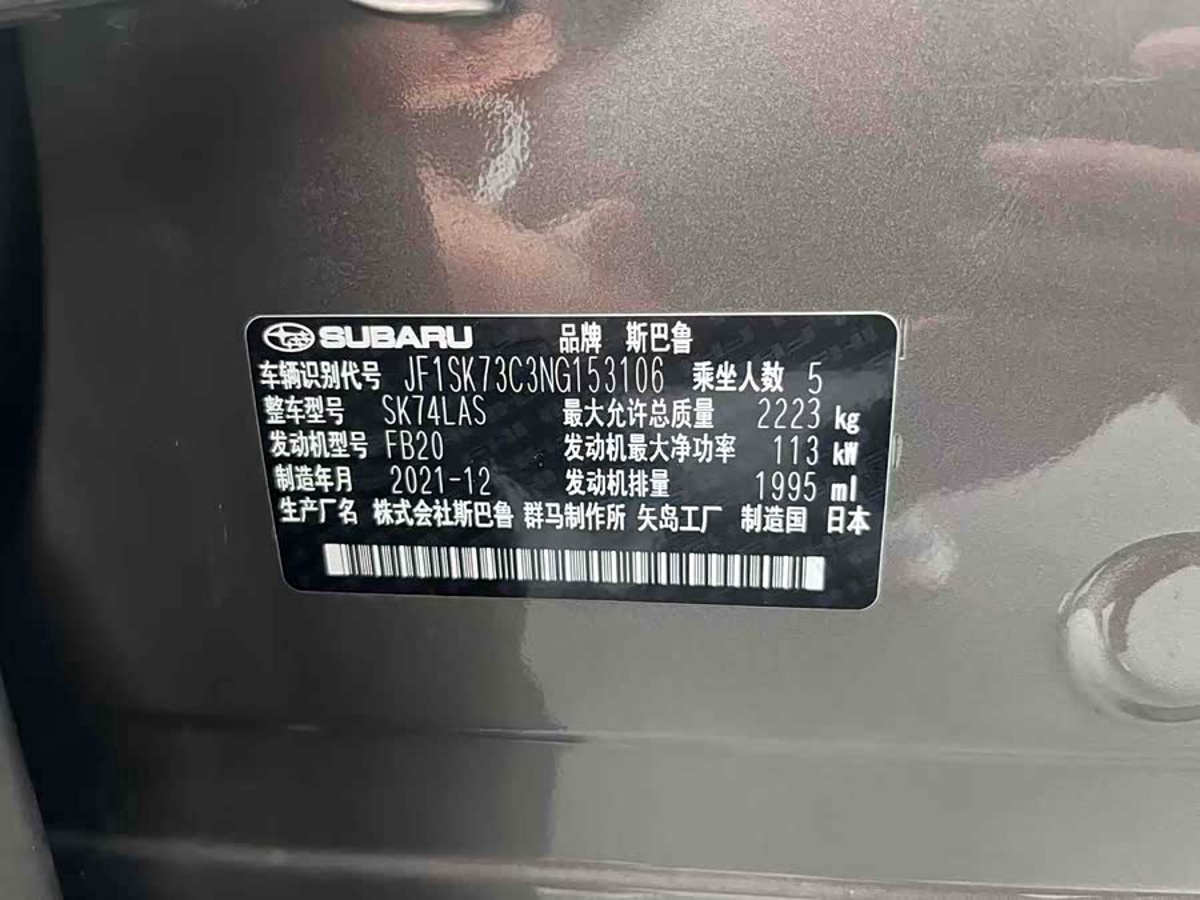 SUBARU 品牌 斯巴鲁
车辆识别代号 JF1SK73C3NG153106 乘坐人数 5
整车型号 SK74LAS 最大允许总质量 2223 kg
发动机型号 FB20 发动机最大净功率 113 kW
制造年月 2021-12 发动机排量 1995 ml
生产厂名 株式会社斯巴鲁 群马制作所 矢岛工厂 制造国 日本